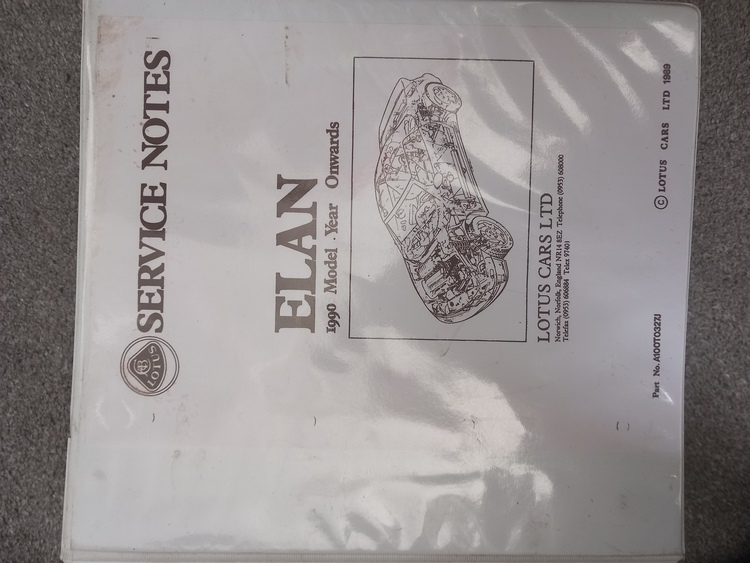 LOTUS
SERVICE NOTES
ELAN
1990 Model Year Onwards
LOTUS CARS LTD
Norwich, Norfolk, England NR14 8EZ Telephone (0953) 608000
Telefax (0953) 606884 Telex 97401
Part No. A100T0327J
© LOTUS CARS LTD 1989